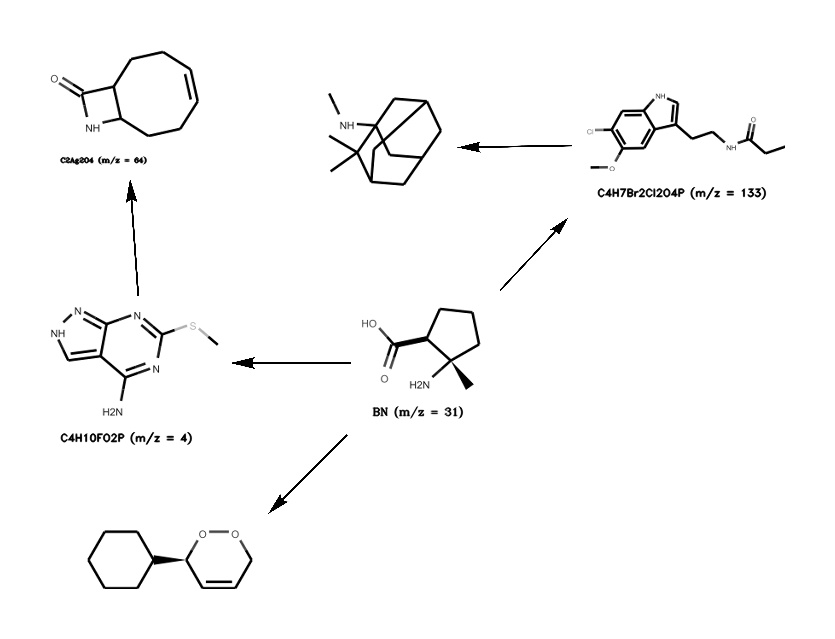 O
NH
C2Ag2O4 (m/z = 64)
NH
NH
Cl
O
O
NH
C4H7Br2Cl2O4P (m/z = 133)
N
NH
N
N
S
H2N
C4H10FO2P (m/z = 4)
HO
O
H2N
BN (m/z = 31)
O
O